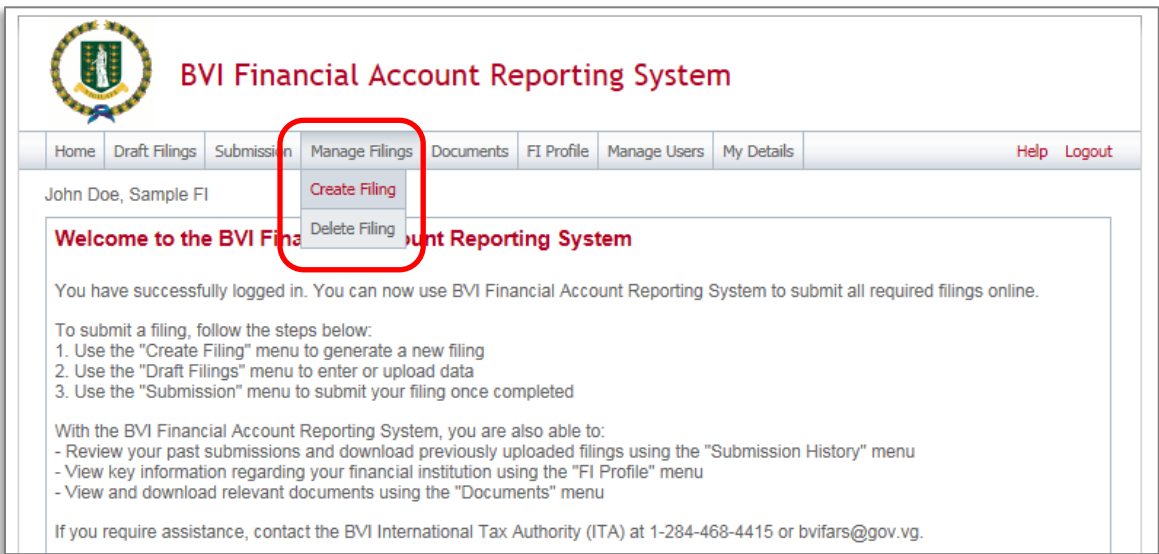 VIGILATE
BVI Financial Account Reporting System
Home Draft Filings Submission Manage Filings Documents FI Profile Manage Users My Details Help Logout
John Doe, Sample FI
Create Filing
Delete Filing
Welcome to the BVI Fina unt Reporting System
You have successfully logged in. You can now use BVI Financial Account Reporting System to submit all required filings online.
To submit a filing, follow the steps below:
1. Use the "Create Filing" menu to generate a new filing
2. Use the "Draft Filings" menu to enter or upload data
3. Use the "Submission" menu to submit your filing once completed
With the BVI Financial Account Reporting System, you are also able to:
- Review your past submissions and download previously uploaded filings using the "Submission History" menu
- View key information regarding your financial institution using the "FI Profile" menu
- View and download relevant documents using the "Documents" menu
If you require assistance, contact the BVI International Tax Authority (ITA) at 1-284-468-4415 or bvifars@gov.vg.